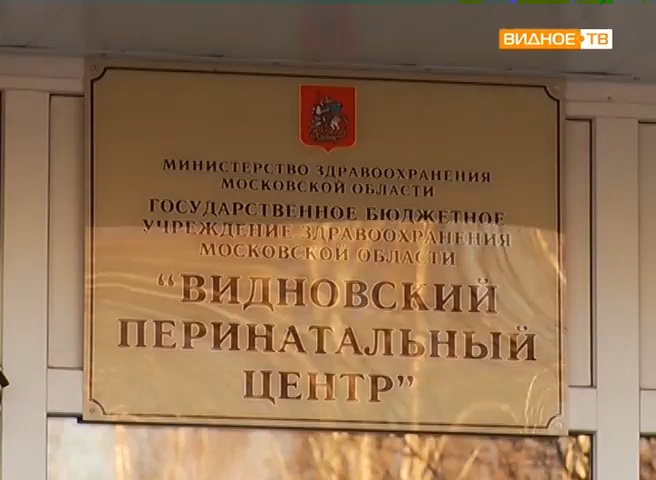 ВИДНОЕ ТВ
МИНИСТЕРСТВО ЗДРАВООХРАНЕНИЯ
МОСКОВСКОЙ ОБЛАСТИ
ГОСУДАРСТВЕННОЕ БЮДЖЕТНОЕ
УЧРЕЖДЕНИЕ ЗДРАВООХРАНЕНИЯ
МОСКОВСКОЙ ОБЛАСТИ
“ВИДНОВСКИЙ
ПЕРИНАТАЛЬНЫЙ
ЦЕНТР”